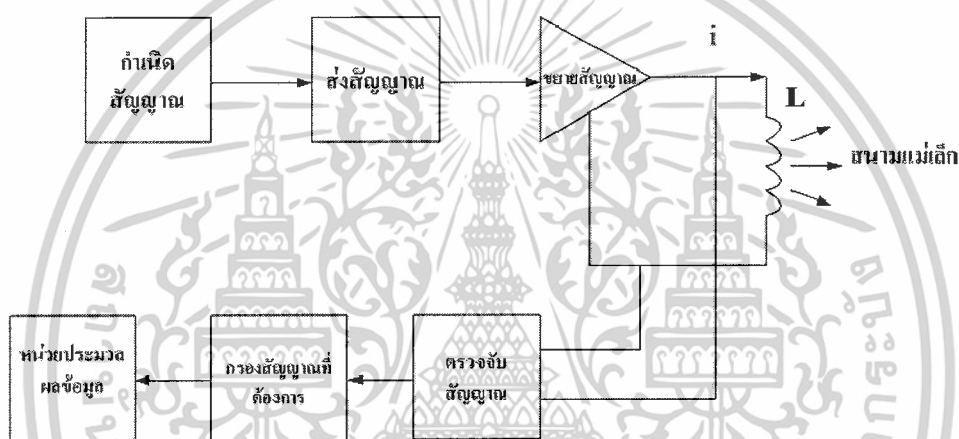 กำเนิด
สัญญาณ
ส่งสัญญาณ
ขยายสัญญาณ
i
L
สนามแม่เล็ก
หน่วยประมวล
ผลข้อมูล
กรองสัญญาณที่
ต้องการ
ตรวจจับ
สัญญาณ